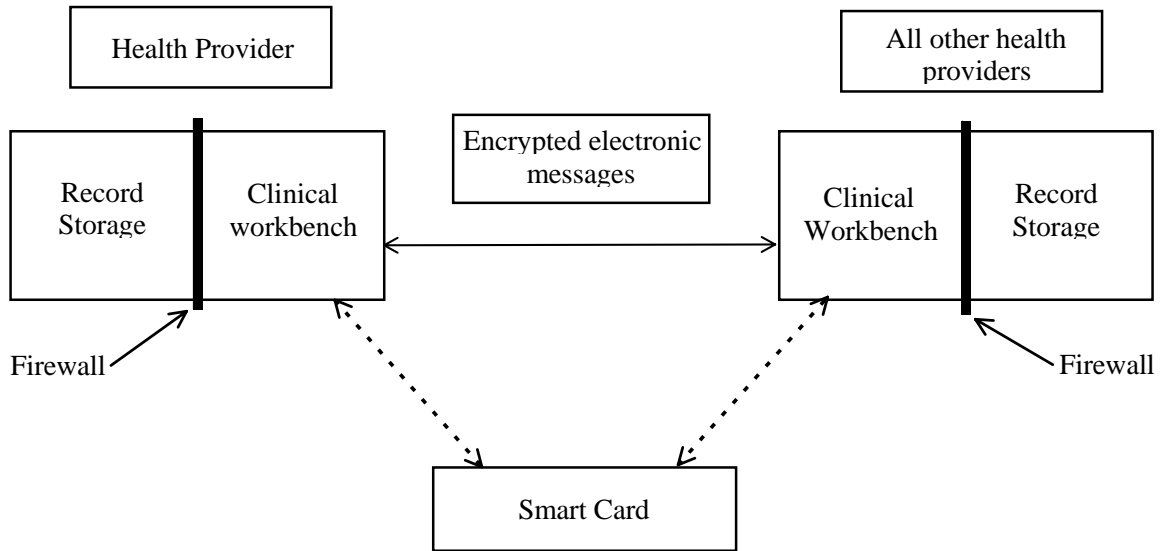 Health Provider
All other health
providers
Encrypted electronic
messages
Record
Storage
Clinical
workbench
Clinical
Workbench
Record
Storage
Firewall
Firewall
Smart Card